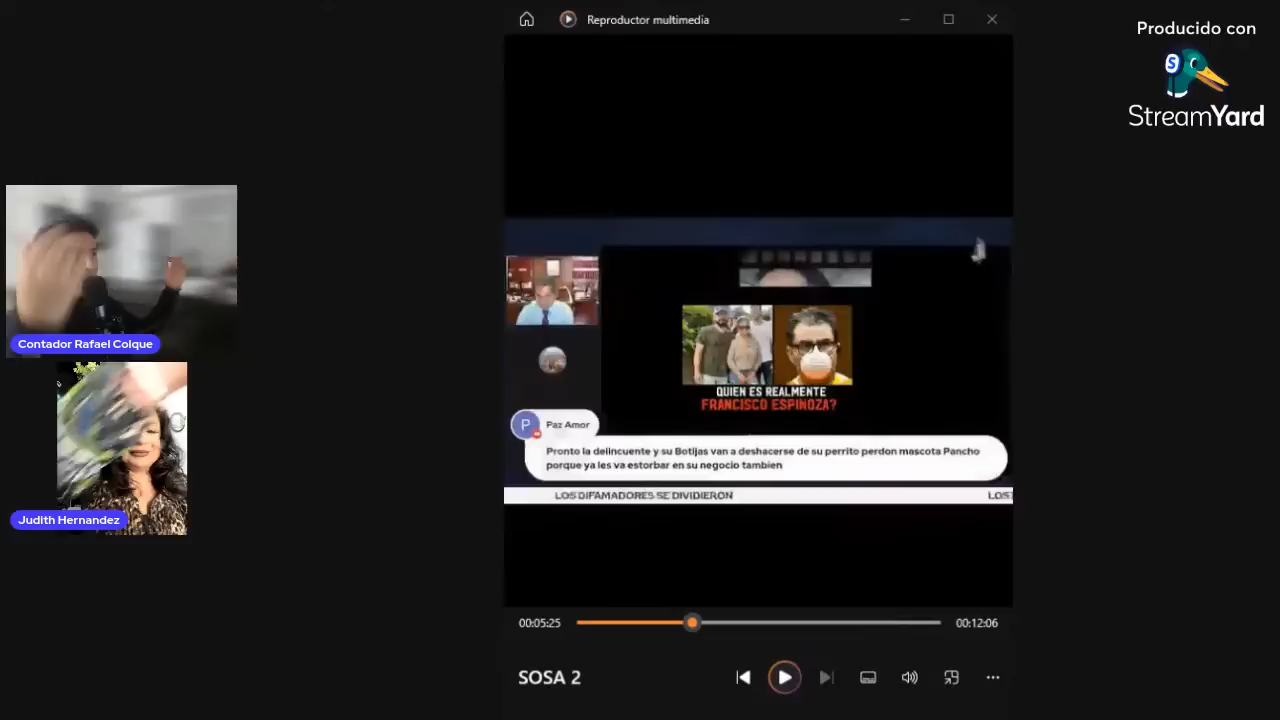 Reproductor multimedia
Producido con
S
StreamYard
Contador Rafael Colque
Judith Hernandez
QUIEN ES REALMENTE
FRANCISCO ESPINOZA?
P
Paz Amor
Pronto la delincuente y su Botijas van a deshacerse de su perrito perdon mascota Pancho
porque ya les va estorbar en su negocio tambien
LOS DIFAMADORES SE DIVIDIERON
LOS
00:05:25
00:12:06
SOSA 2